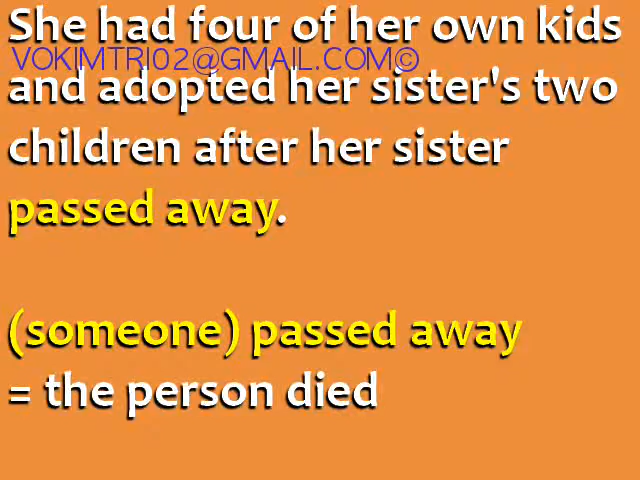 She had four of her own kids
VOKIMTRI02@GMAIL.COM©
and adopted her sister's two
children after her sister
passed away.
(someone) passed away
= the person died